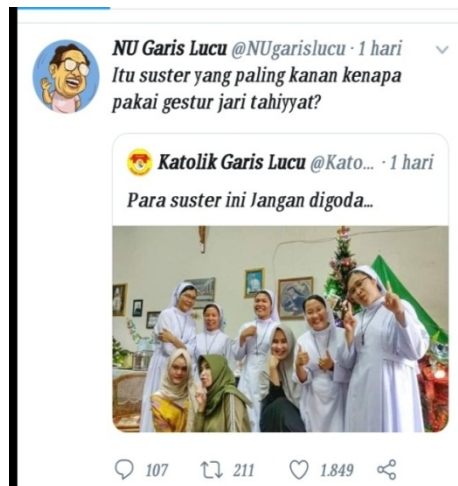 NU Garis Lucu @NUgarislucu · 1 hari
Itu suster yang paling kanan kenapa
pakai gestur jari tahiyyat?
Katolik Garis Lucu @Kato... · 1 hari
Para suster ini Jangan digoda...
107 211 1.849